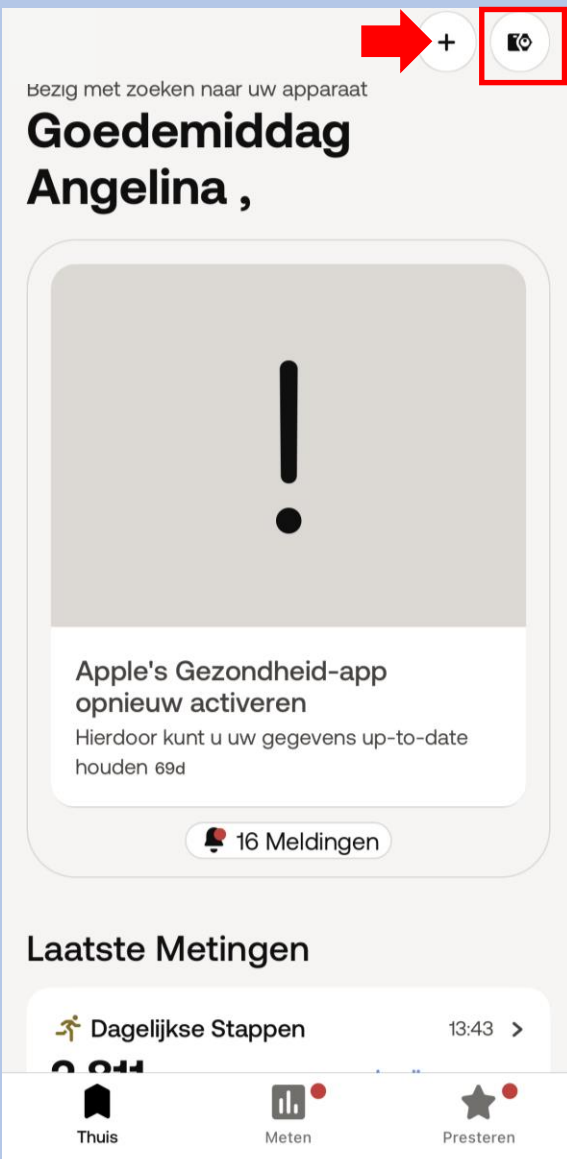 Bezig met zoeken naar uw apparaat
Goedemiddag
Angelina ,
Apple's Gezondheid-app
opnieuw activeren
Hierdoor kunt u uw gegevens up-to-date
houden 69d
16 Meldingen
Laatste Metingen
Dagelijkse Stappen 13:43
Thuis Meten Presteren